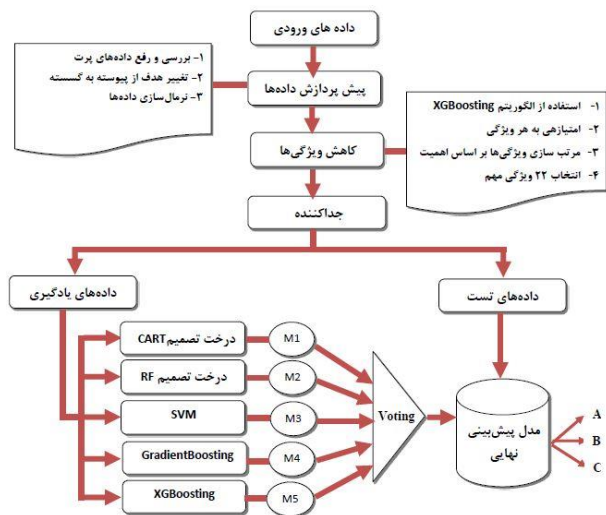 داده های ورودی
۱- بررسی و رفع داده‌های پرت
۲- تغییر هدف از پیوسته به گسسته
۳- نرمال‌سازی داده‌ها
پیش پردازش داده‌ها
۱- استفاده از الگوریتم XGBoosting
۲- امتیازهی به هر ویژگی
۳- مرتب سازی ویژگی‌ها بر اساس اهمیت
۴- انتخاب ۲۲ ویژگی مهم
کاهش ویژگی‌ها
جداکننده
داده‌های یادگیری
داده‌های تست
درخت تصمیم CART
M1
درخت تصمیم RF
M2
SVM
M3
GradientBoosting
M4
XGBoosting
M5
Voting
مدل پیش‌بینی
نهایی
A
B
C